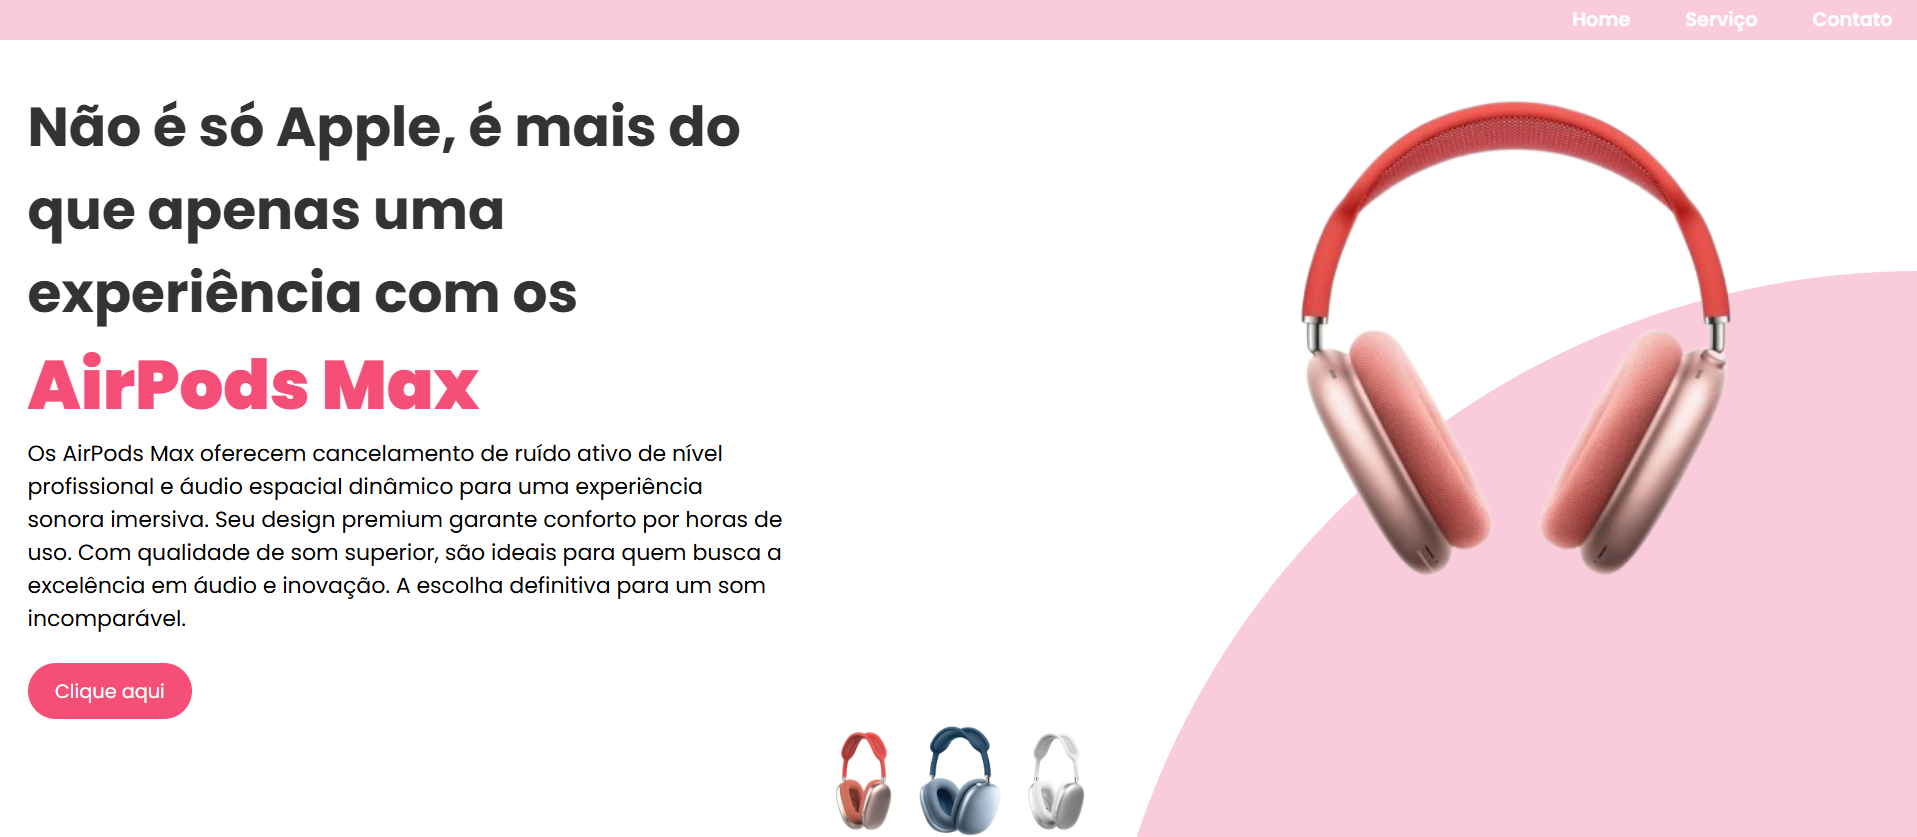 Home Serviço Contato
Não é só Apple, é mais do
que apenas uma
experiência com os
AirPods Max
Os AirPods Max oferecem cancelamento de ruído ativo de nível
profissional e áudio espacial dinâmico para uma experiência
sonora imersiva. Seu design premium garante conforto por horas de
uso. Com qualidade de som superior, são ideais para quem busca a
excelência em áudio e inovação. A escolha definitiva para um som
incomparável.
Clique aqui